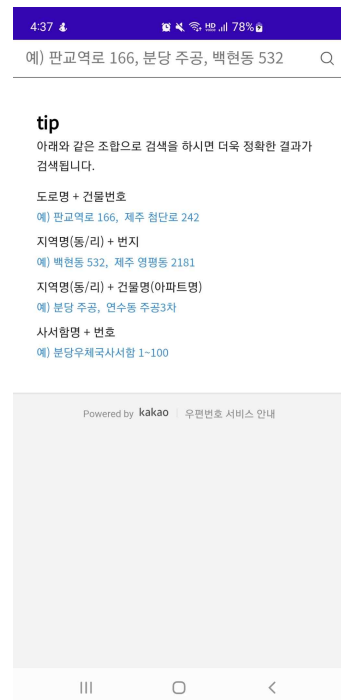 4:37 78%
예) 판교역로 166, 분당 주공, 백현동 532
tip
아래와 같은 조합으로 검색을 하시면 더욱 정확한 결과가
검색됩니다.
도로명 + 건물번호
예) 판교역로 166, 제주 첨단로 242
지역명(동/리) + 번지
예) 백현동 532, 제주 영평동 2181
지역명(동/리) + 건물명(아파트명)
예) 분당 주공, 연수동 주공3차
사서함명 + 번호
예) 분당우체국사서함 1~100
Powered by kakao 우편번호 서비스 안내